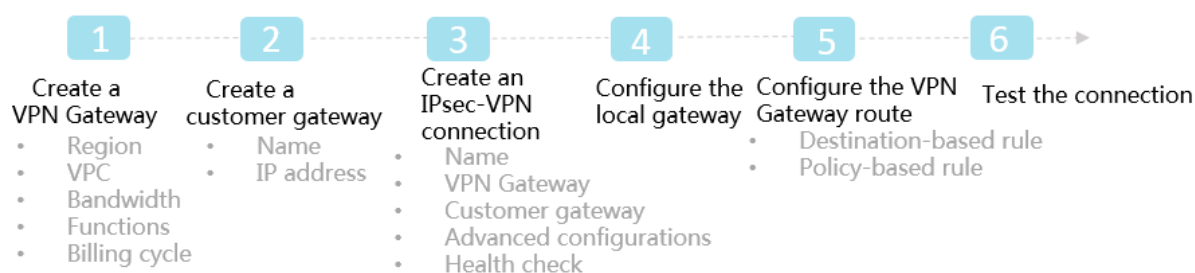 1
Create a
VPN Gateway
• Region
• VPC
• Bandwidth
• Functions
• Billing cycle
2
Create a
customer gateway
• Name
• IP address
3
Create an
IPsec-VPN
connection
• Name
• VPN Gateway
• Customer gateway
• Advanced configurations
• Health check
4
Configure the
local gateway
5
Configure the VPN
Gateway route
• Destination-based rule
• Policy-based rule
6
Test the connection